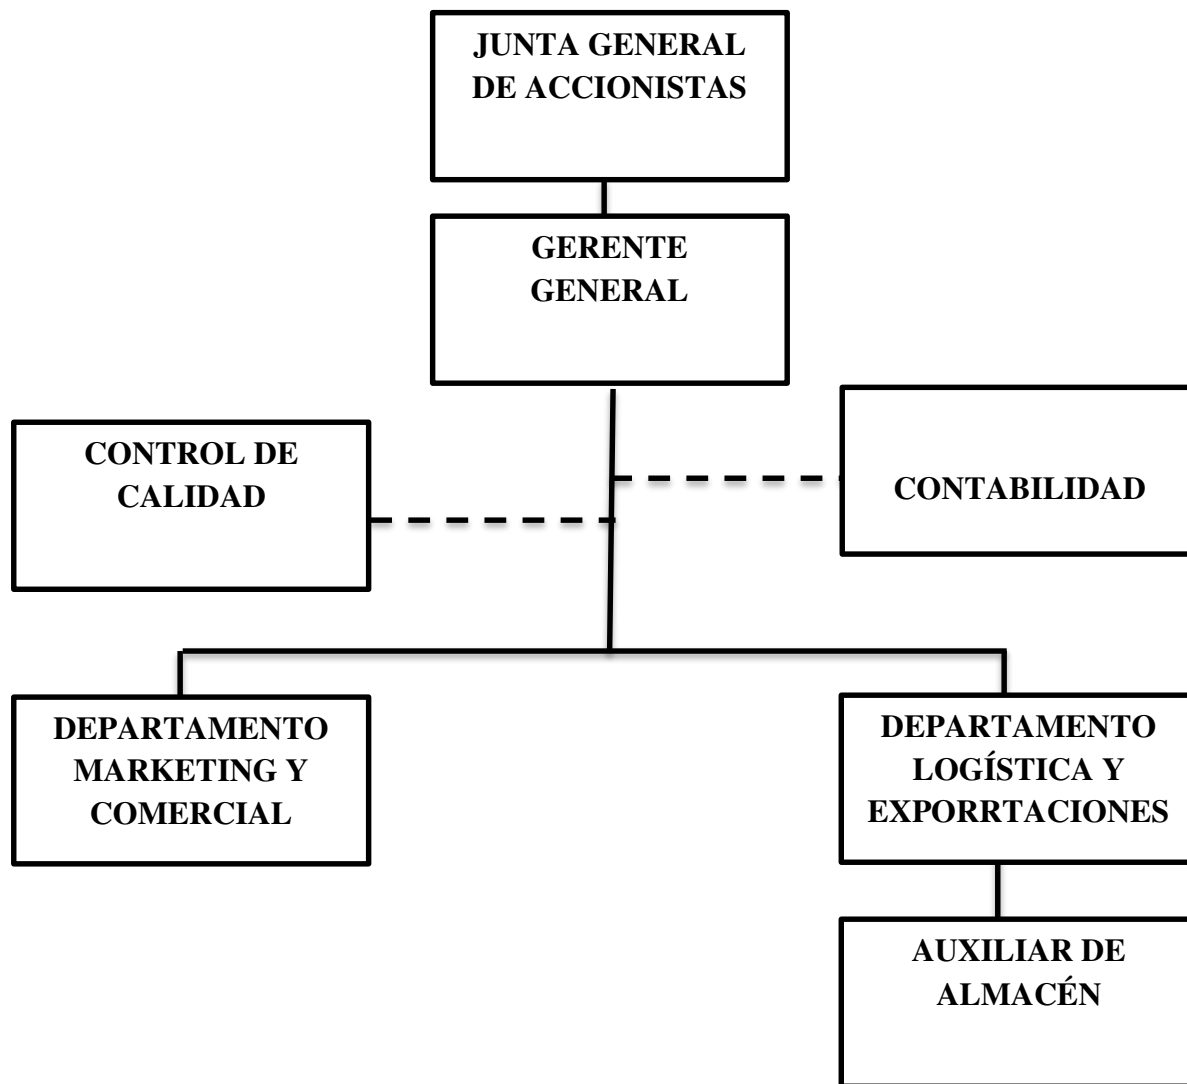 JUNTA GENERAL
DE ACCIONISTAS
GERENTE
GENERAL
CONTROL DE
CALIDAD
CONTABILIDAD
DEPARTAMENTO
MARKETING Y
COMERCIAL
DEPARTAMENTO
LOGÍSTICA Y
EXPORRTACIONES
AUXILIAR DE
ALMACÉN